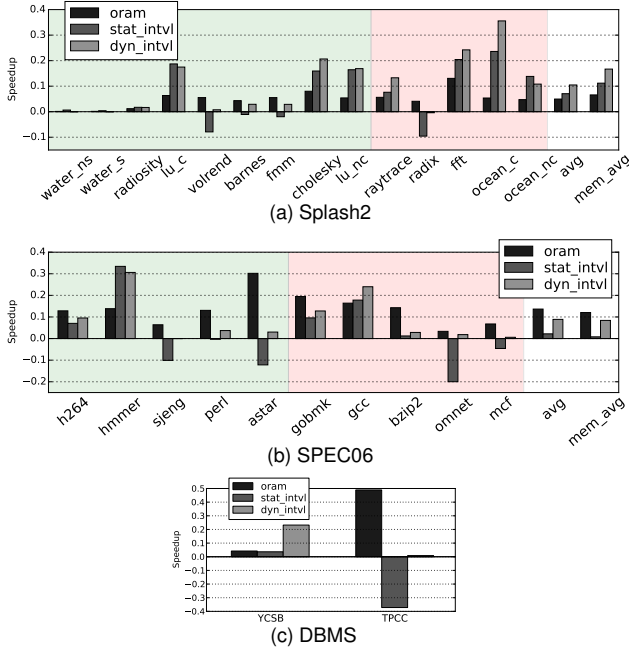 0.4
0.3
0.2
0.1
0.0
−0.1
Speedup
oram
stat_intvl
dyn_intvl
water_ns
water_s
radiosity
lu_c
volrend
barnes
fmm
cholesky
lu_nc
raytrace
radix
fft
ocean_c
ocean_nc
avg
mem_avg
(a) Splash2
0.4
0.3
0.2
0.1
0.0
−0.1
−0.2
Speedup
oram
stat_intvl
dyn_intvl
h264
hmmer
sjeng
perl
astar
gobmk
gcc
bzip2
omnet
mcf
avg
mem_avg
(b) SPEC06
0.5
0.4
0.3
0.2
0.1
0.0
−0.1
−0.2
−0.3
−0.4
Speedup
oram
stat_intvl
dyn_intvl
YCSB
TPCC
(c) DBMS